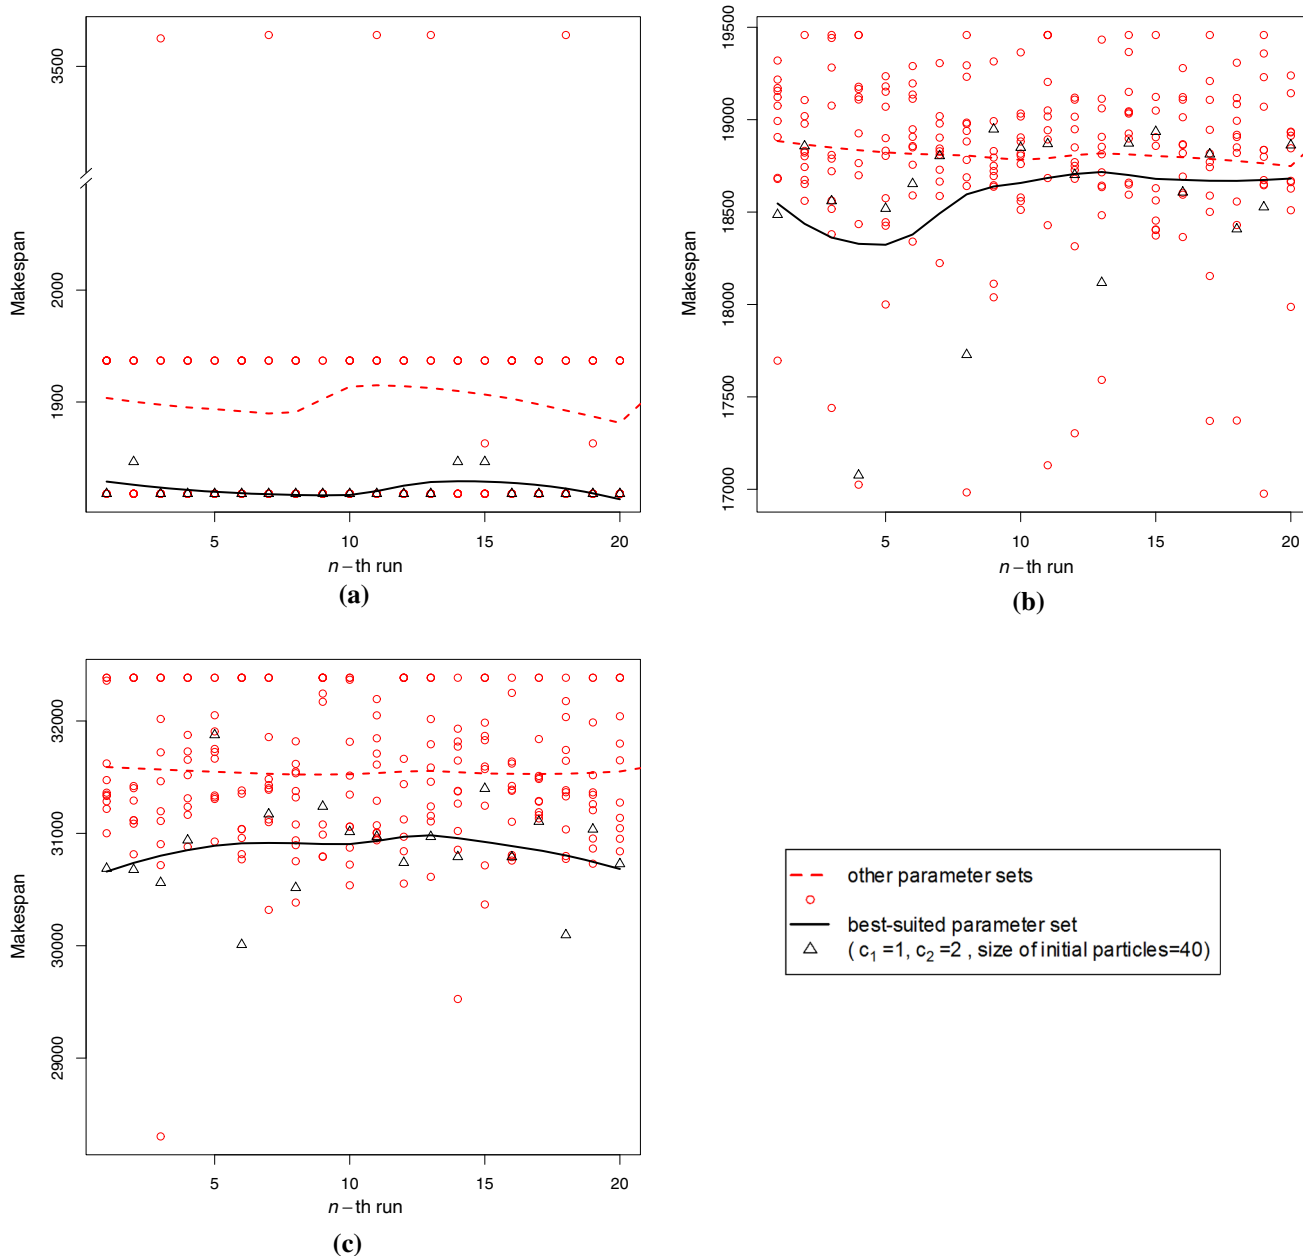 3500
2000
1900
Makespan
5 10 15 20
n – th run
(a)
19500
19000
18500
18000
17500
17000
Makespan
5 10 15 20
n – th run
(b)
32000
31000
30000
29000
Makespan
5 10 15 20
n – th run
(c)
other parameter sets
best-suited parameter set
( c₁ =1, c₂ =2 , size of initial particles=40)